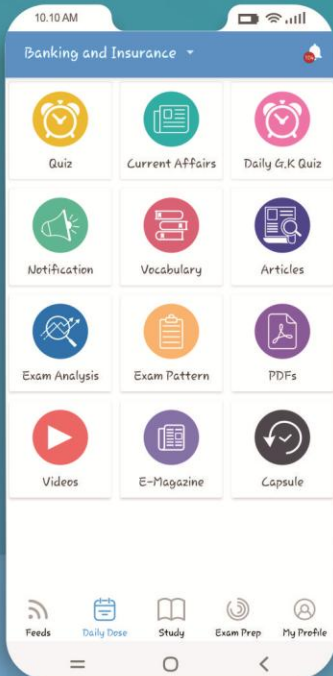 10.10 AM
Banking and Insurance
Quiz
Current Affairs
Daily G.K Quiz
Notification
Vocabulary
Articles
Exam Analysis
Exam Pattern
PDFs
Videos
E-Magazine
Capsule
Feeds
Daily Dose
Study
Exam Prep
My Profile